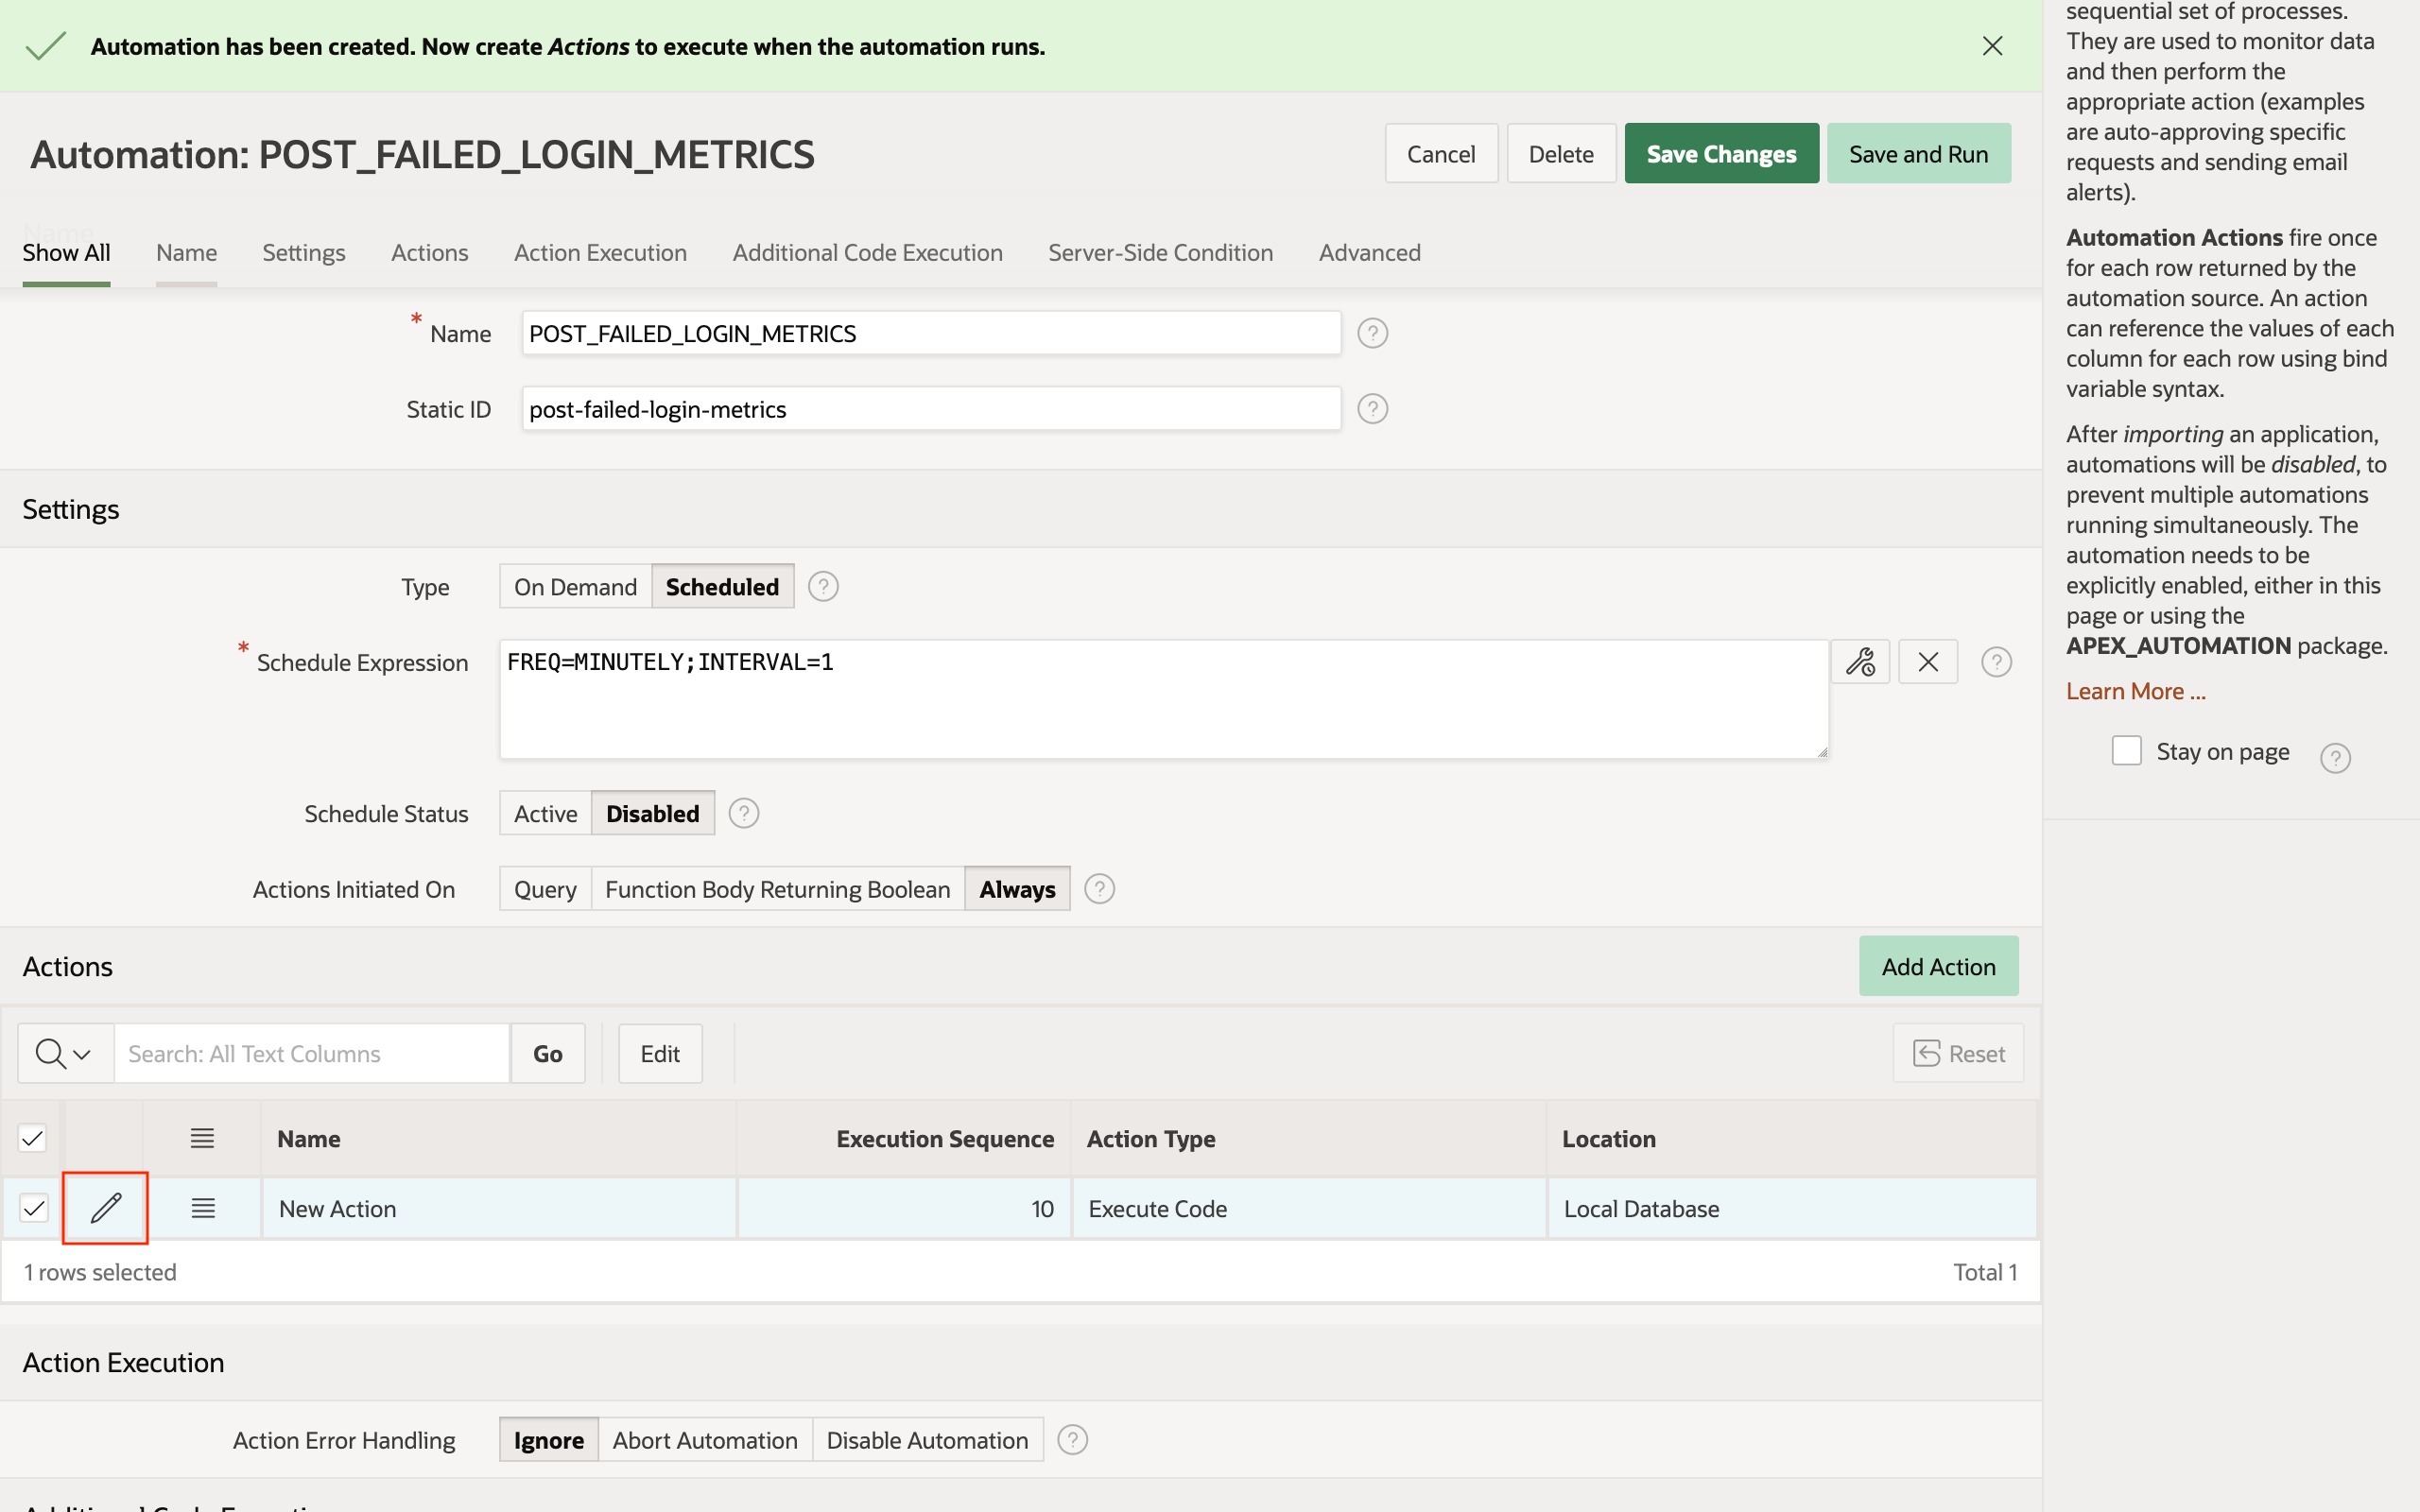 Automation has been created. Now create Actions to execute when the automation runs.
Automation: POST_FAILED_LOGIN_METRICS
Cancel
Delete
Save Changes
Save and Run
Name
Show All
Name
Settings
Actions
Action Execution
Additional Code Execution
Server-Side Condition
Advanced
* Name
POST_FAILED_LOGIN_METRICS
?
Static ID
post-failed-login-metrics
?
Settings
Type
On Demand
Scheduled
?
* Schedule Expression
FREQ=MINUTELY;INTERVAL=1
?
Schedule Status
Active
Disabled
?
Actions Initiated On
Query
Function Body Returning Boolean
Always
?
Actions
Add Action
Search: All Text Columns
Go
Edit
Reset
Name
Execution Sequence
Action Type
Location
New Action
10
Execute Code
Local Database
1 rows selected
Total 1
Action Execution
Action Error Handling
Ignore
Abort Automation
Disable Automation
?
sequential set of processes.
They are used to monitor data
and then perform the
appropriate action (examples
are auto-approving specific
requests and sending email
alerts).
Automation Actions fire once
for each row returned by the
automation source. An action
can reference the values of each
column for each row using bind
variable syntax.
After importing an application,
automations will be disabled, to
prevent multiple automations
running simultaneously. The
automation needs to be
explicitly enabled, either in this
page or using the
APEX_AUTOMATION package.
Learn More ...
Stay on page
?